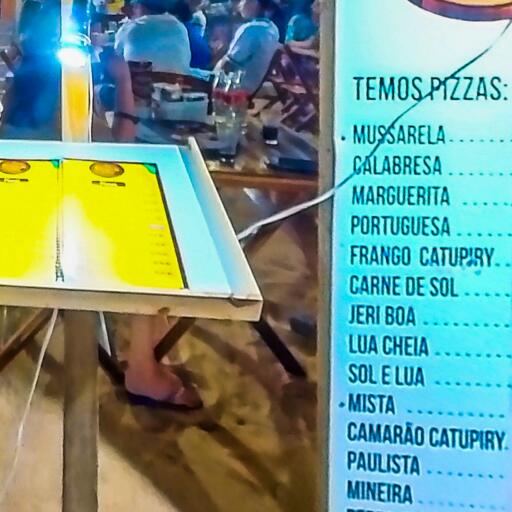 TEMOS PIZZAS:
MUSSARELA........
CALABRESA........
MARGUERITA ......
PORTUGUESA ......
FRANGO CATUPIRY..
CARNE DE SOL ....
JERI BOA .........
LUA CHEIA ........
SOL E LUA ........
MISTA ...........
CAMARÃO CATUPIRY.
PAULISTA ........
MINEIRA .........